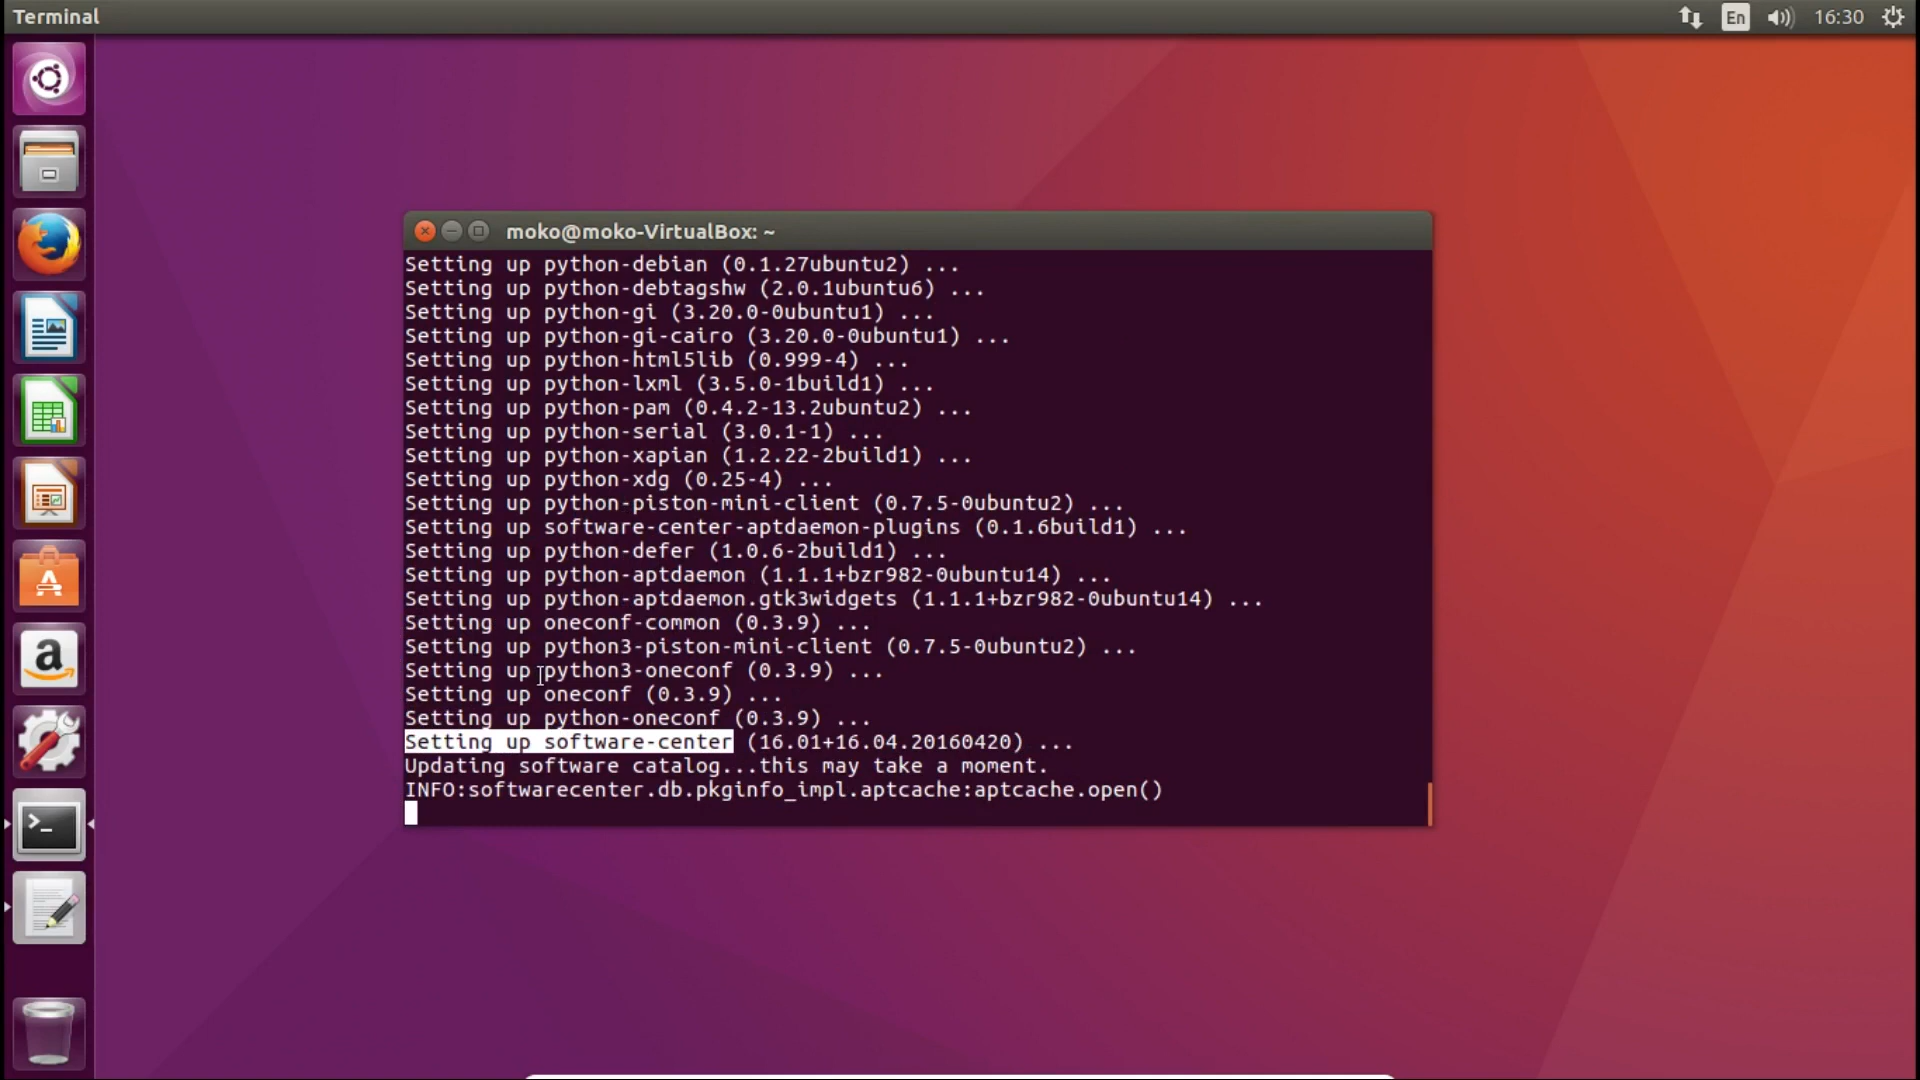 Terminal
En
16:30
moko@moko-VirtualBox: ~
Setting up python-debian (0.1.27ubuntu2) ...
Setting up python-debtagshw (2.0.1ubuntu6) ...
Setting up python-gi (3.20.0-0ubuntu1) ...
Setting up python-gi-cairo (3.20.0-0ubuntu1) ...
Setting up python-html5lib (0.999-4) ...
Setting up python-lxml (3.5.0-1build1) ...
Setting up python-pam (0.4.2-13.2ubuntu2) ...
Setting up python-serial (3.0.1-1) ...
Setting up python-xapian (1.2.22-2build1) ...
Setting up python-xdg (0.25-4) ...
Setting up python-piston-mini-client (0.7.5-0ubuntu2) ...
Setting up software-center-aptdaemon-plugins (0.1.6build1) ...
Setting up python-defer (1.0.6-2build1) ...
Setting up python-aptdaemon (1.1.1+bzr982-0ubuntu14) ...
Setting up python-aptdaemon.gtk3widgets (1.1.1+bzr982-0ubuntu14) ...
Setting up oneconf-common (0.3.9) ...
Setting up python3-piston-mini-client (0.7.5-0ubuntu2) ...
Setting up python3-oneconf (0.3.9) ...
Setting up oneconf (0.3.9) ...
Setting up python-oneconf (0.3.9) ...
Setting up software-center (16.01+16.04.20160420) ...
Updating software catalog...this may take a moment.
INFO:softwarecenter.db.pkginfo_impl.aptcache:aptcache.open()
A
a
>_